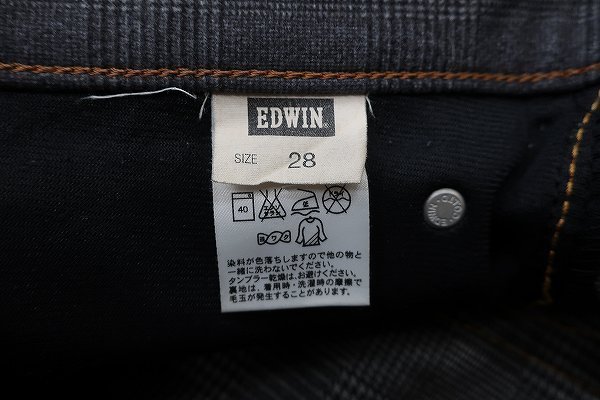 EDWIN
SIZE 28
40
染料が色落ちしますので他の物と
一緒に洗わないでください。
タンブラー乾燥は、お避けください。
裏地は、着用時・洗濯時の摩擦で
毛玉が発生することがあります。